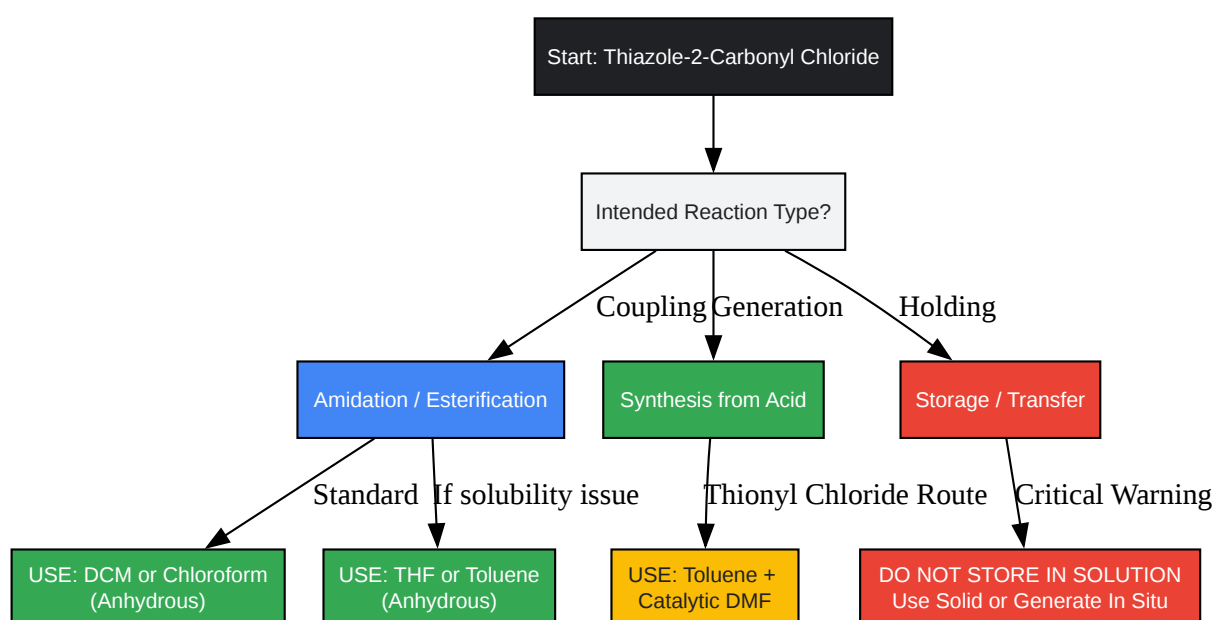 Start: Thiazole-2-Carbonyl Chloride
Intended Reaction Type?
Coupling
Generation
Holding
Amidation / Esterification
Synthesis from Acid
Storage / Transfer
Standard
If solubility issue
Thionyl Chloride Route
Critical Warning
USE: DCM or Chloroform
(Anhydrous)
USE: THF or Toluene
(Anhydrous)
USE: Toluene +
Catalytic DMF
DO NOT STORE IN SOLUTION
Use Solid or Generate In Situ